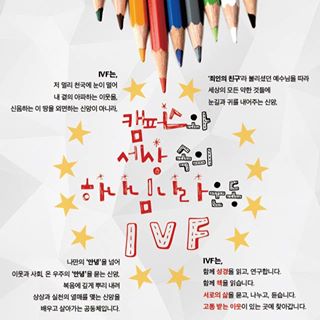 IVF는,
저 멀리 천국에 눈이 멀어
내 곁의 아파하는 이웃을,
신음하는 이 땅을 외면하는 신앙이 아니라,
'죄인의 친구'라 불리셨던 예수님을 따라
세상의 모든 약한 것들에
눈길과 귀를 내어주는 신앙,
캠퍼스와
세상 속의
하나님나라운동
IVF
나만의 "안녕"을 넘어
이웃과 사회, 온 우주의 '안녕'을 묻는 신앙,
복음에 깊게 뿌리 내려
상상과 실천의 열매를 맺는 신앙을
배우고 살아가는 공동체입니다.
IVF는,
함께 성경을 읽고, 연구합니다.
함께 책을 읽습니다.
서로의 삶을 묻고, 나누고, 듣습니다.
고통 받는 이웃이 있는 곳에 찾아갑니다.